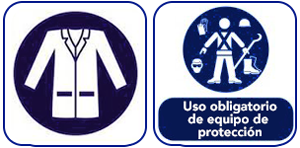 Uso obligatorio
de equipo de
protección